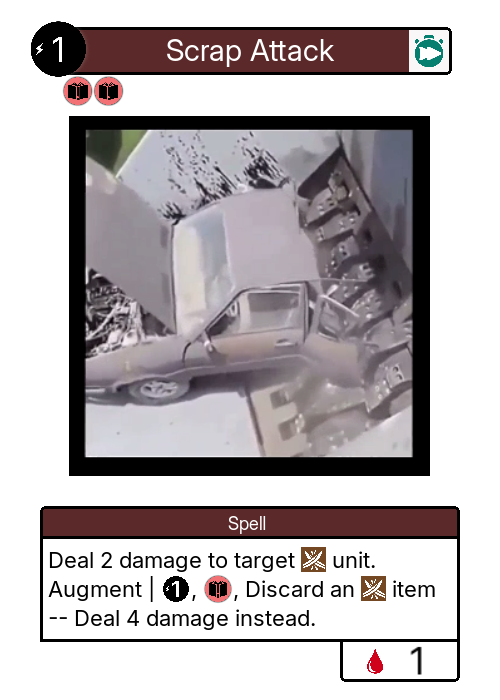 1 Scrap Attack
Spell
Deal 2 damage to target unit.
Augment | 1, , Discard an item
-- Deal 4 damage instead.
1